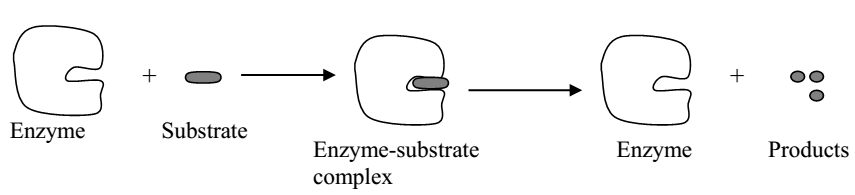 +
+
Enzyme
Substrate
Enzyme-substrate
complex
Enzyme
Products